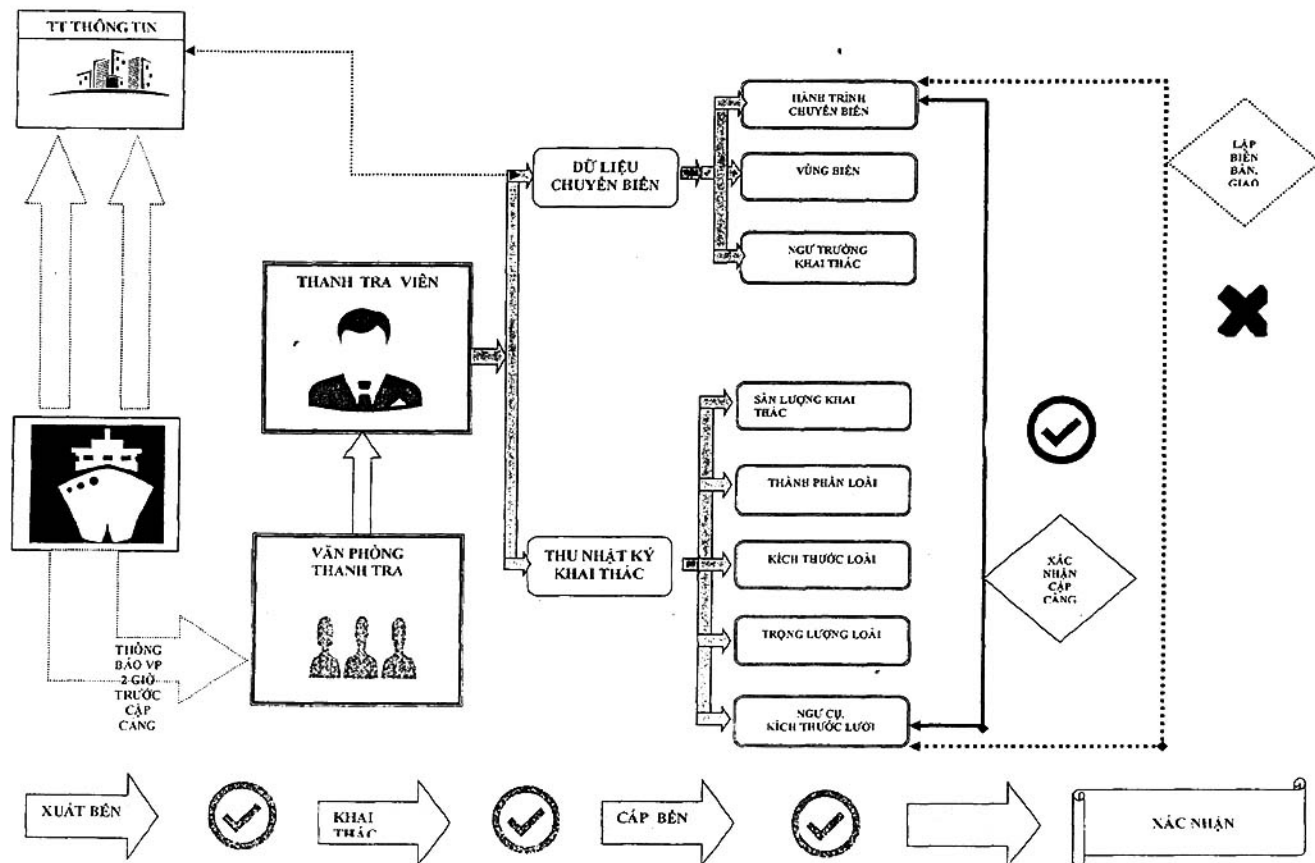 TT THÔNG TIN
HÀNH TRÌNH
CHUYẾN BIỂN
LẬP
BIÊN
BẢN,
GIAO
DỮ LIỆU
CHUYẾN BIỂN
VÙNG BIỂN
NGƯ TRƯỜNG
KHAI THÁC
THANH TRA VIÊN
SẢN LƯỢNG KHAI
THÁC
THÀNH PHẦN LOÀI
VĂN PHÒNG
THANH TRA
THU NHẬT KÝ
KHAI THÁC
KÍCH THƯỚC LOÀI
XÁC
NHẬN
CẬP
CẢNG
TRỌNG LƯỢNG LOÀI
THÔNG
BÁO VP
2 GIỜ
TRƯỚC
CẬP
CẢNG
NGƯ CỤ,
KÍCH THƯỚC LƯỚI
XUẤT BẾN
KHAI
THÁC
CẬP BẾN
XÁC NHẬN